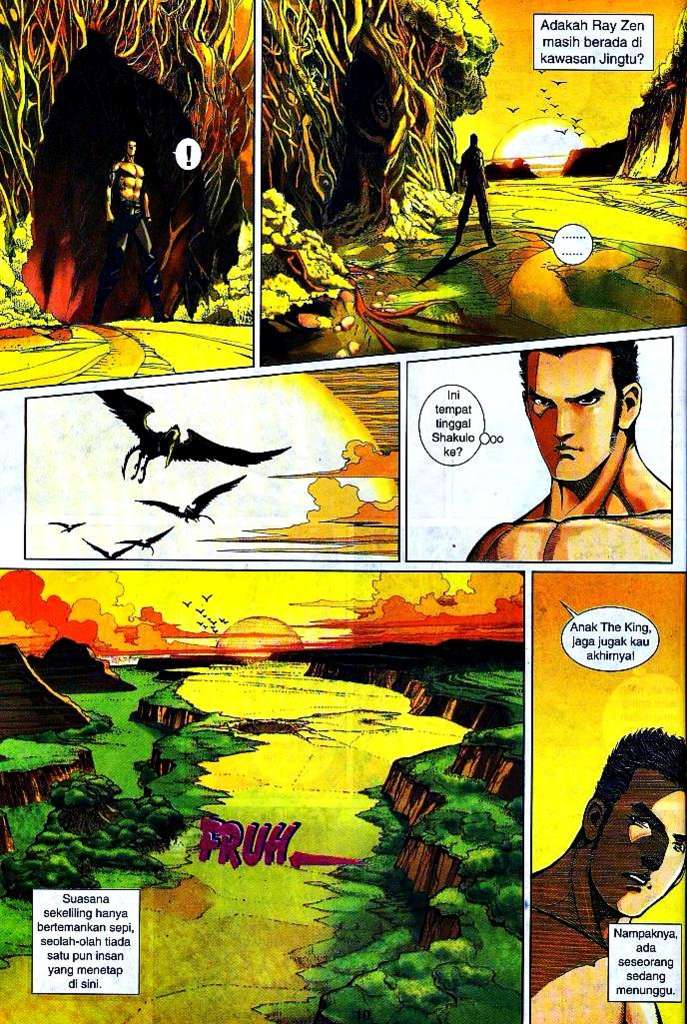 !
Adakah Ray Zen
masih berada di
kawasan Jingtu?
.......
......
Ini
tempat
tinggal
Shakulo
ke?
Anak The King,
jaga jugak kau
akhirnya!
FRUH
Suasana
sekeliling hanya
bertemankan sepi,
seolah-olah tiada
satu pun insan
yang menetap
di sini.
Nampaknya,
ada
seseorang
sedang
menunggu.
10